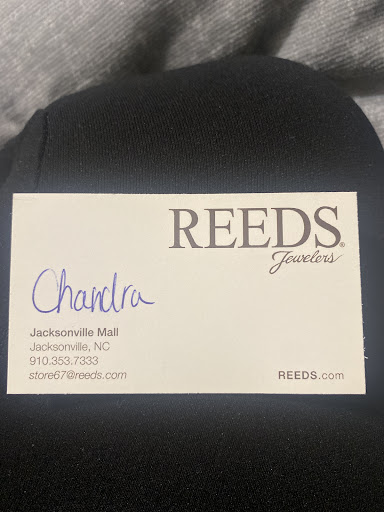 REEDS®
Jewelers
Chandra
Jacksonville Mall
Jacksonville, NC
910.353.7333
store67@reeds.com
REEDS.com